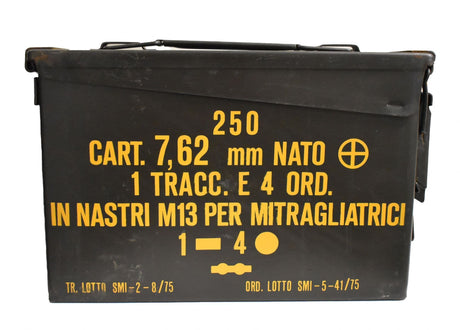 250
CART. 7,62 mm NATO
1 TRACC. E 4 ORD.
IN NASTRI M13 PER MITRAGLIATRICI
1 4
TR. LOTTO SMI-2-8/75 ORD. LOTTO SMI-5-41/75